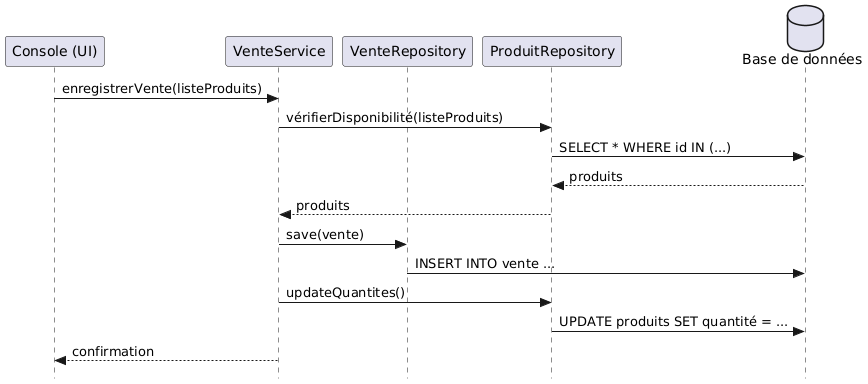 Console (UI)
VenteService
VenteRepository
ProduitRepository
Base de données
enregistrerVente(listeProduits)
vérifierDisponibilité(listeProduits)
SELECT * WHERE id IN (...)
produits
produits
save(vente)
INSERT INTO vente ...
updateQuantites()
UPDATE produits SET quantité = ...
confirmation